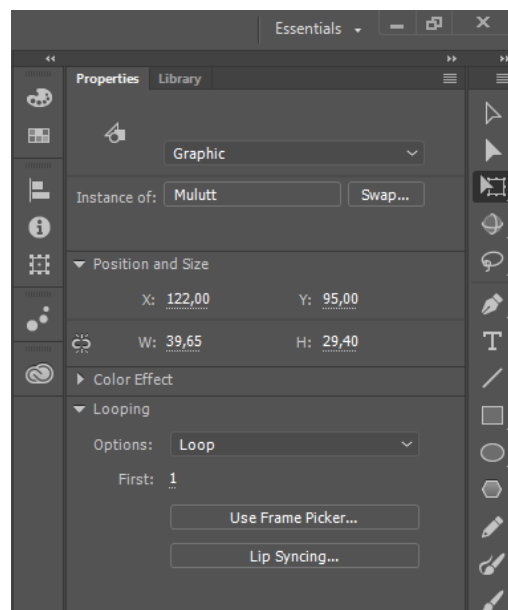 Essentials
Properties Library
Graphic
Instance of: Mulutt Swap...
Position and Size
X: 122,00 Y: 95,00
W: 39,65 H: 29,40
Color Effect
Looping
Options: Loop
First: 1
Use Frame Picker...
Lip Syncing...